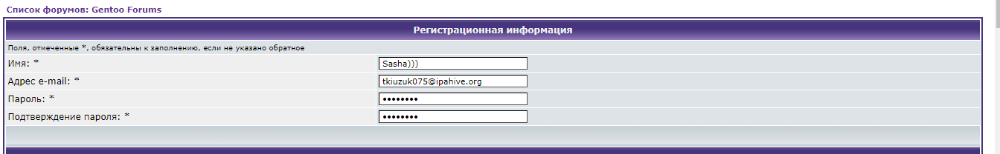 Список форумов: Gentoo Forums
Регистрационная информация
Поля, отмеченные *, обязательны к заполнению, если не указано обратное
Имя: * Sasha)))
Адрес e-mail: * tkiuzuk075@ipahive.org
Пароль: * ••••••••
Подтверждение пароля: * ••••••••